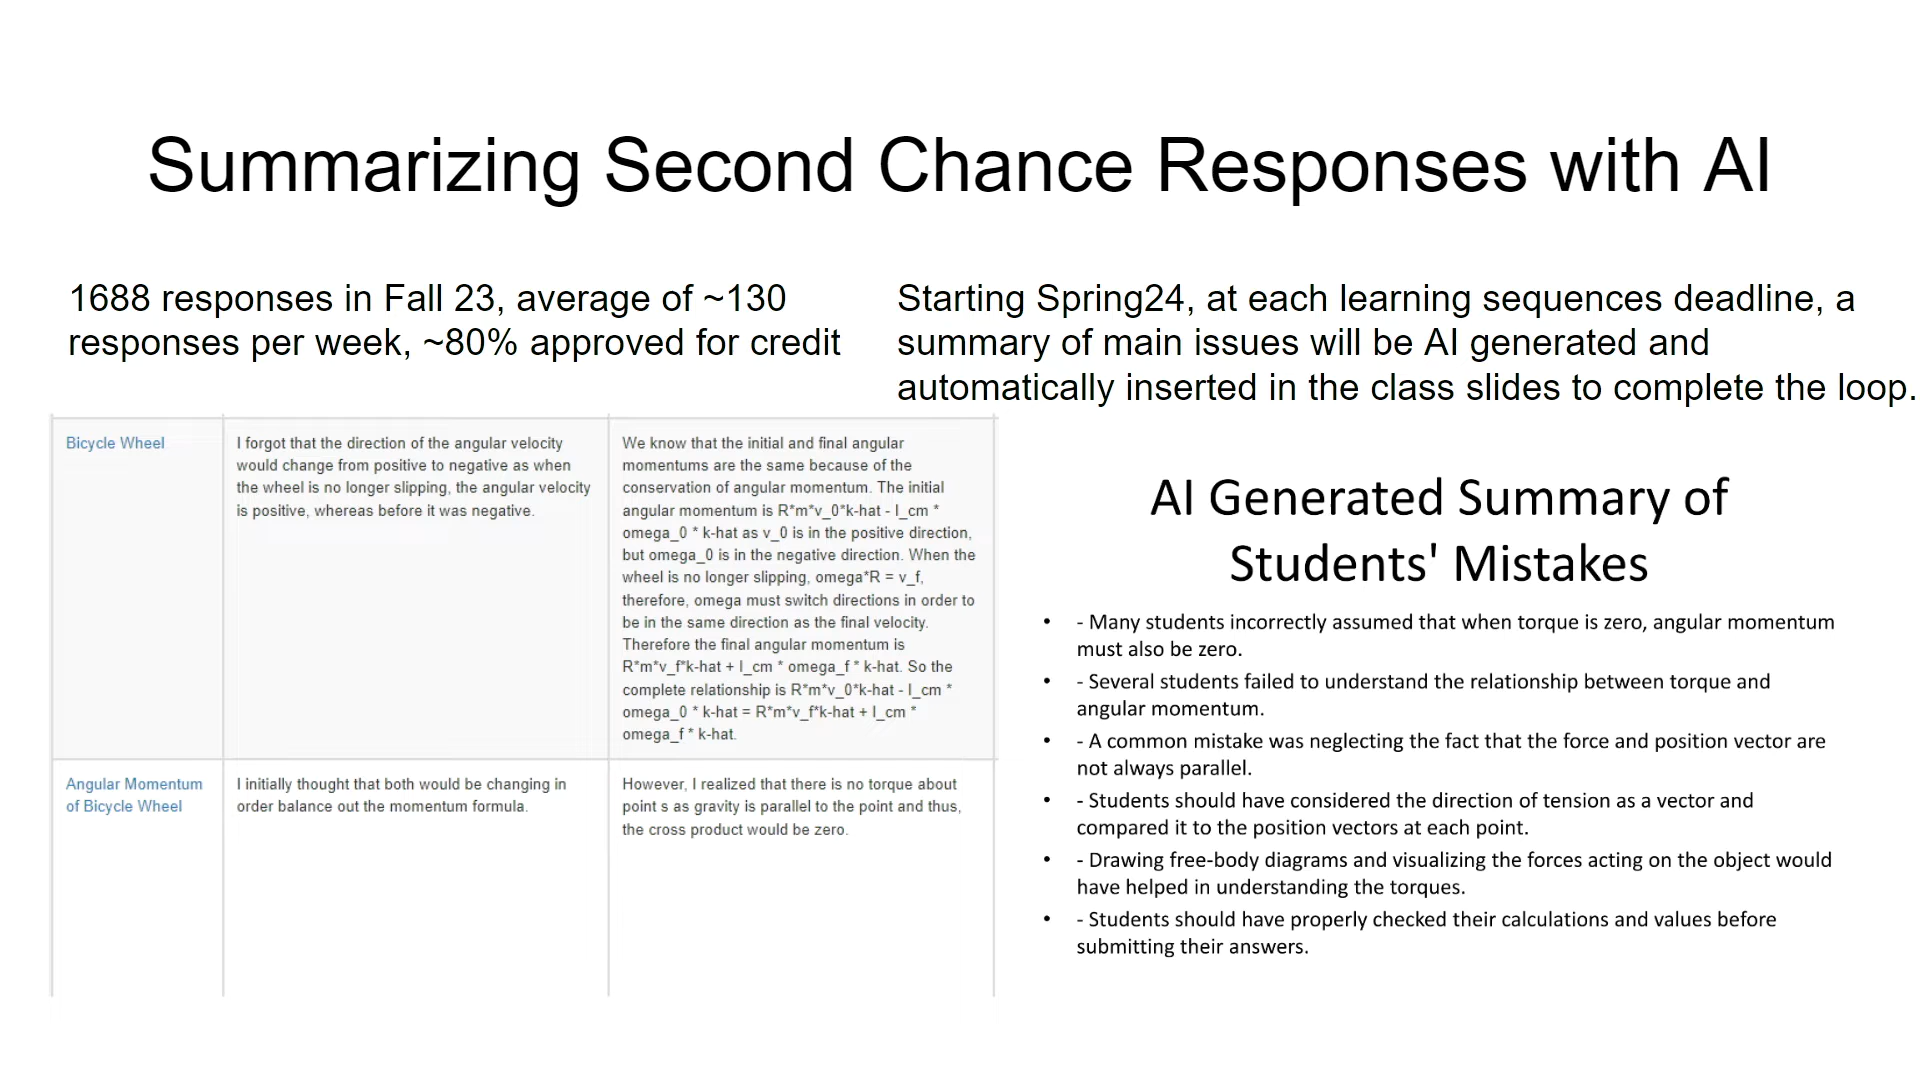 Summarizing Second Chance Responses with AI
1688 responses in Fall 23, average of ~130
responses per week, ~80% approved for credit
Starting Spring24, at each learning sequences deadline, a
summary of main issues will be AI generated and
automatically inserted in the class slides to complete the loop.
Bicycle Wheel
I forgot that the direction of the angular velocity
would change from positive to negative as when
the wheel is no longer slipping, the angular velocity
is positive, whereas before it was negative.
We know that the initial and final angular
momentums are the same because of the
conservation of angular momentum. The initial
angular momentum is R*m*v_0*k-hat - I_cm *
omega_0 * k-hat as v_0 is in the positive direction,
but omega_0 is in the negative direction. When the
wheel is no longer slipping, omega*R = v_f,
therefore, omega must switch directions in order to
be in the same direction as the final velocity.
Therefore the final angular momentum is
R*m*v_f*k-hat + I_cm * omega_f * k-hat. So the
complete relationship is R*m*v_0*k-hat - I_cm *
omega_0 * k-hat = R*m*v_f*k-hat + I_cm *
omega_f * k-hat.
Angular Momentum
of Bicycle Wheel
I initially thought that both would be changing in
order balance out the momentum formula.
However, I realized that there is no torque about
point s as gravity is parallel to the point and thus,
the cross product would be zero.
AI Generated Summary of
Students' Mistakes
• - Many students incorrectly assumed that when torque is zero, angular momentum
must also be zero.
• - Several students failed to understand the relationship between torque and
angular momentum.
• - A common mistake was neglecting the fact that the force and position vector are
not always parallel.
• - Students should have considered the direction of tension as a vector and
compared it to the position vectors at each point.
• - Drawing free-body diagrams and visualizing the forces acting on the object would
have helped in understanding the torques.
• - Students should have properly checked their calculations and values before
submitting their answers.